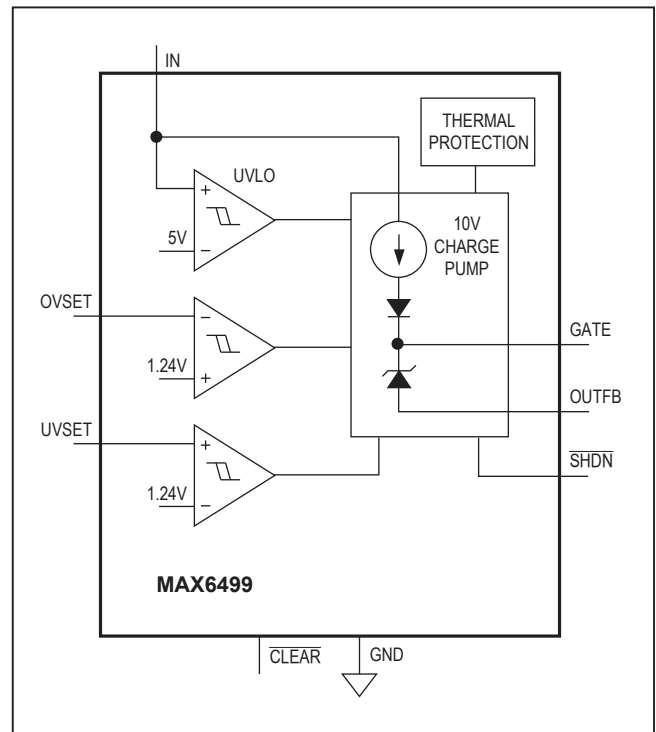 IN
THERMAL
PROTECTION
UVLO
+
5V
−
10V
CHARGE
PUMP
OVSET
−
1.24V
+
GATE
OUTFB
UVSET
+
1.24V
−
SHDN
MAX6499
CLEAR
GND